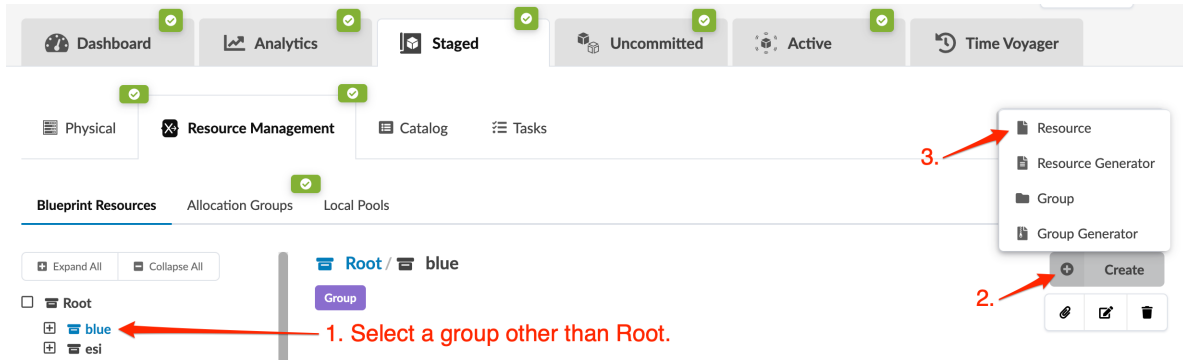 Dashboard
Analytics
Staged
Uncommitted
Active
Time Voyager
Physical
Resource Management
Catalog
Tasks
Resource
3.
Resource Generator
Group
Group Generator
Blueprint Resources
Allocation Groups
Local Pools
Expand All
Collapse All
Root / blue
Create
Group
2.
Root
blue
1. Select a group other than Root.
esi